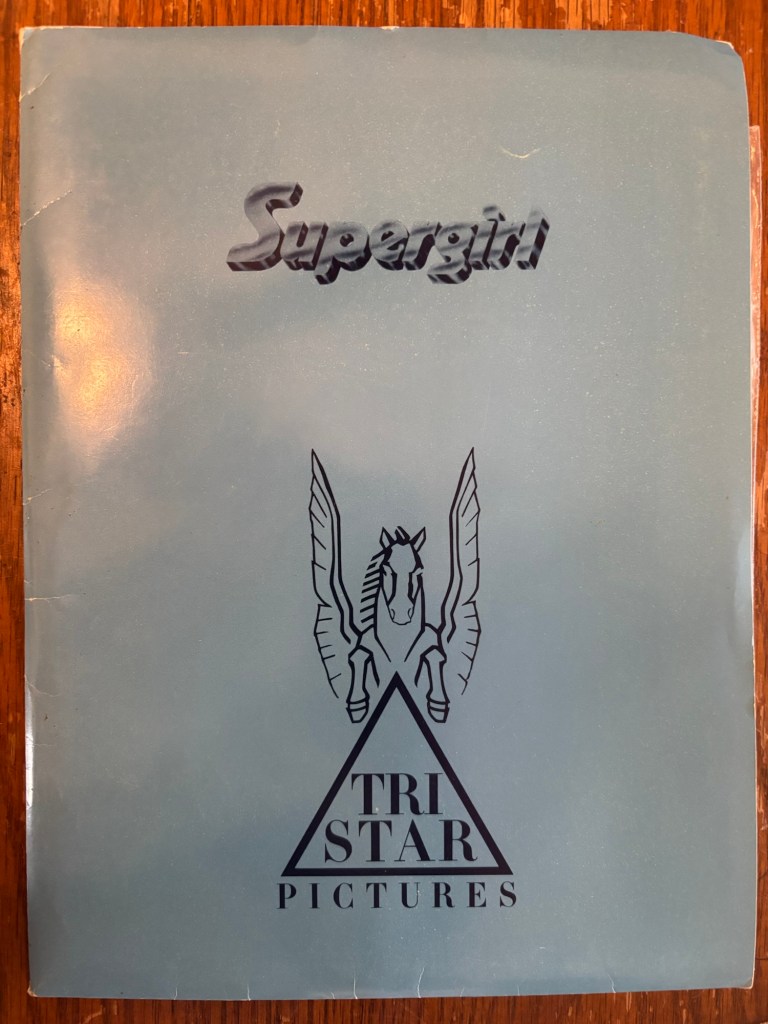 Supergirl
TRI
STAR
PICTURES